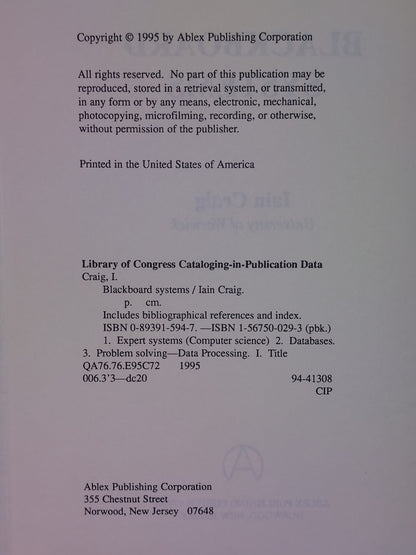 Copyright © 1995 by Ablex Publishing Corporation
All rights reserved. No part of this publication may be
reproduced, stored in a retrieval system, or transmitted,
in any form or by any means, electronic, mechanical,
photocopying, microfilming, recording, or otherwise,
without permission of the publisher.
Printed in the United States of America
Library of Congress Cataloging-in-Publication Data
Craig, I.
Blackboard systems / Iain Craig.
p. cm.
Includes bibliographical references and index.
ISBN 0-89391-594-7. —ISBN 1-56750-029-3 (pbk.)
1. Expert systems (Computer science) 2. Databases.
3. Problem solving—Data Processing. I. Title
QA76.76.E95C72 1995
006.3'3—dc20 94-41308
CIP
Ablex Publishing Corporation
355 Chestnut Street
Norwood, New Jersey 07648